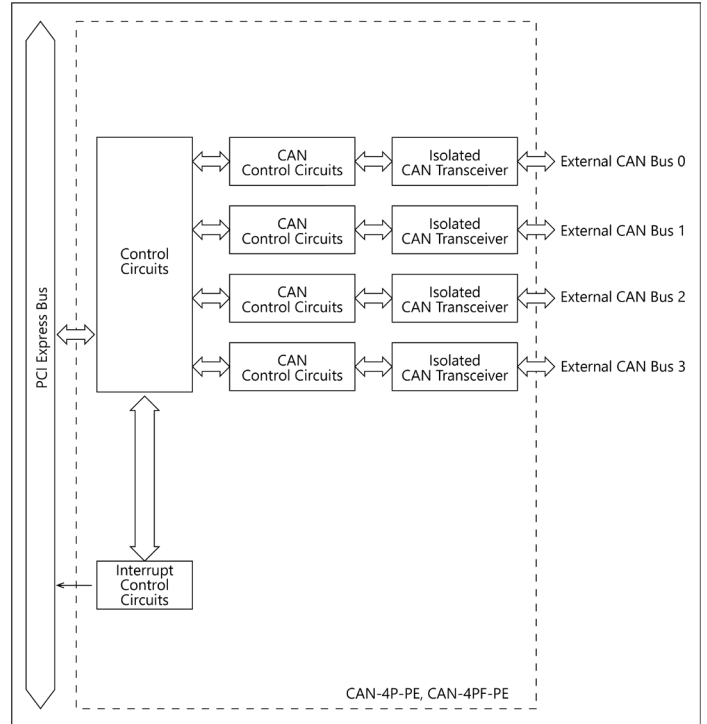 PCI Express Bus
Control
Circuits
CAN
Control Circuits
Isolated
CAN Transceiver
External CAN Bus 0
CAN
Control Circuits
Isolated
CAN Transceiver
External CAN Bus 1
CAN
Control Circuits
Isolated
CAN Transceiver
External CAN Bus 2
CAN
Control Circuits
Isolated
CAN Transceiver
External CAN Bus 3
Interrupt
Control
Circuits
CAN-4P-PE, CAN-4PF-PE